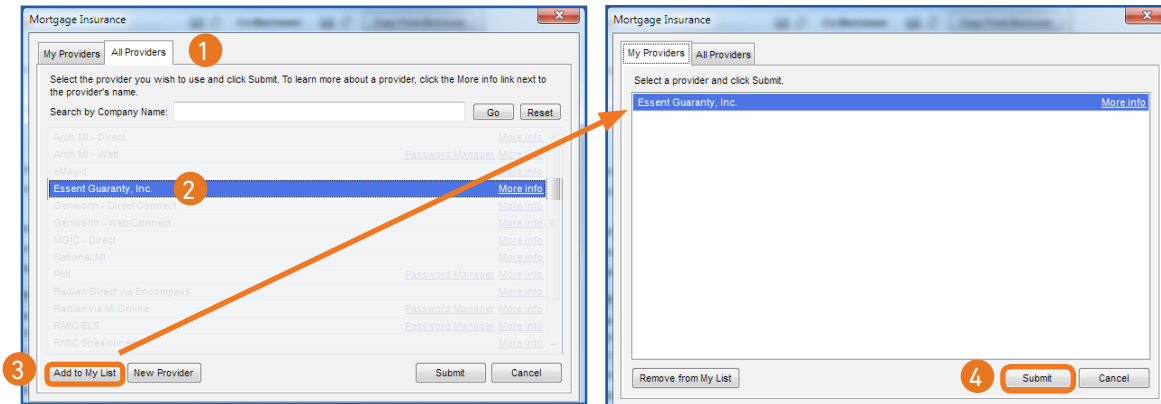 Mortgage Insurance
My Providers All Providers 1
Select the provider you wish to use and click Submit. To learn more about a provider, click the More info link next to
the provider's name.
Search by Company Name: Go Reset
Arch MI - Direct More info
Arch MI - Web Password Manager More info
eMagic More info
Essent Guaranty, Inc. 2 More info
Genworth - Direct Connect More info
Genworth - Web Connect More info
MGIC - Direct More info
National MI More info
PMI Password Manager More info
Radian Direct via Encompass More info
Radian via MI Online Password Manager More info
RMIC ELS Password Manager More info
RMIC Streamline More info
3 Add to My List New Provider Submit Cancel
Mortgage Insurance
My Providers All Providers
Select a provider and click Submit.
Essent Guaranty, Inc. More info
Remove from My List 4 Submit Cancel